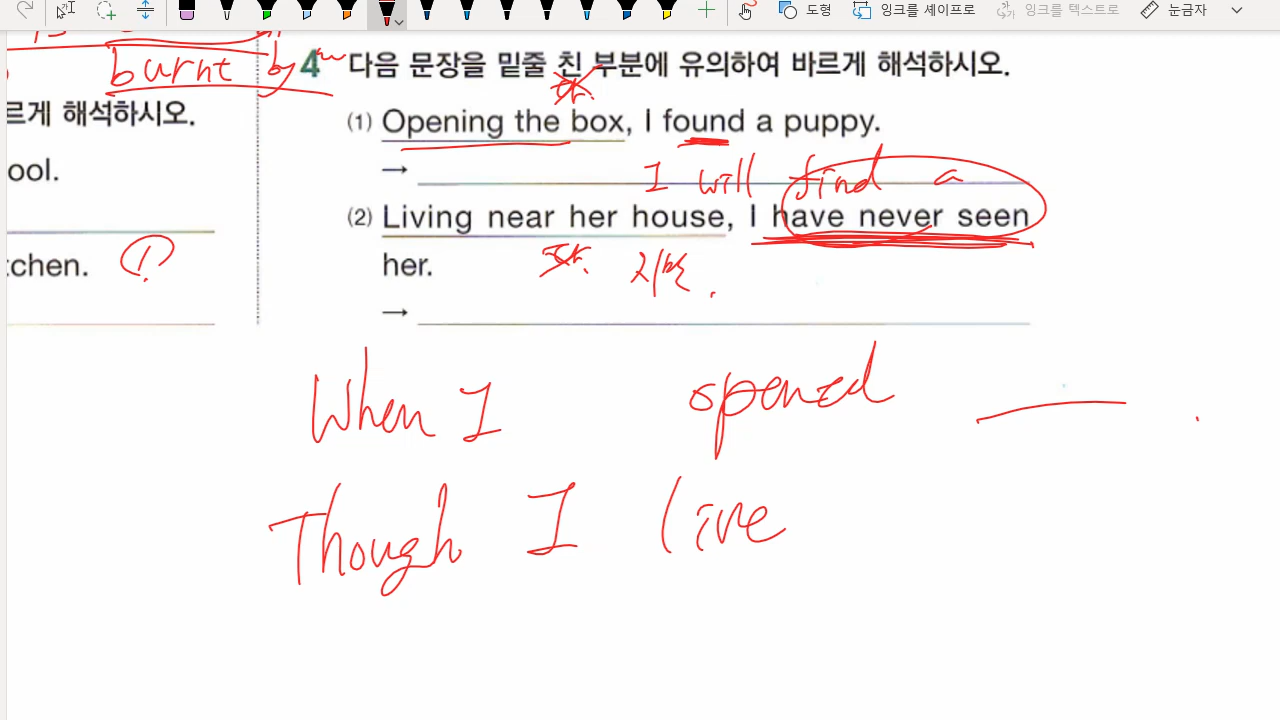 도형 잉크를 셰이프로 잉크를 텍스트로 눈금자
burnt by
4 다음 문장을 밑줄 친 부분에 유의하여 바르게 해석하시오.
르게 해석하시오.
(1) Opening the box, I found a puppy.
ool.
→
I will find a
(2) Living near her house, I have never seen
tchen.
her.
→
When I opened
Though I live